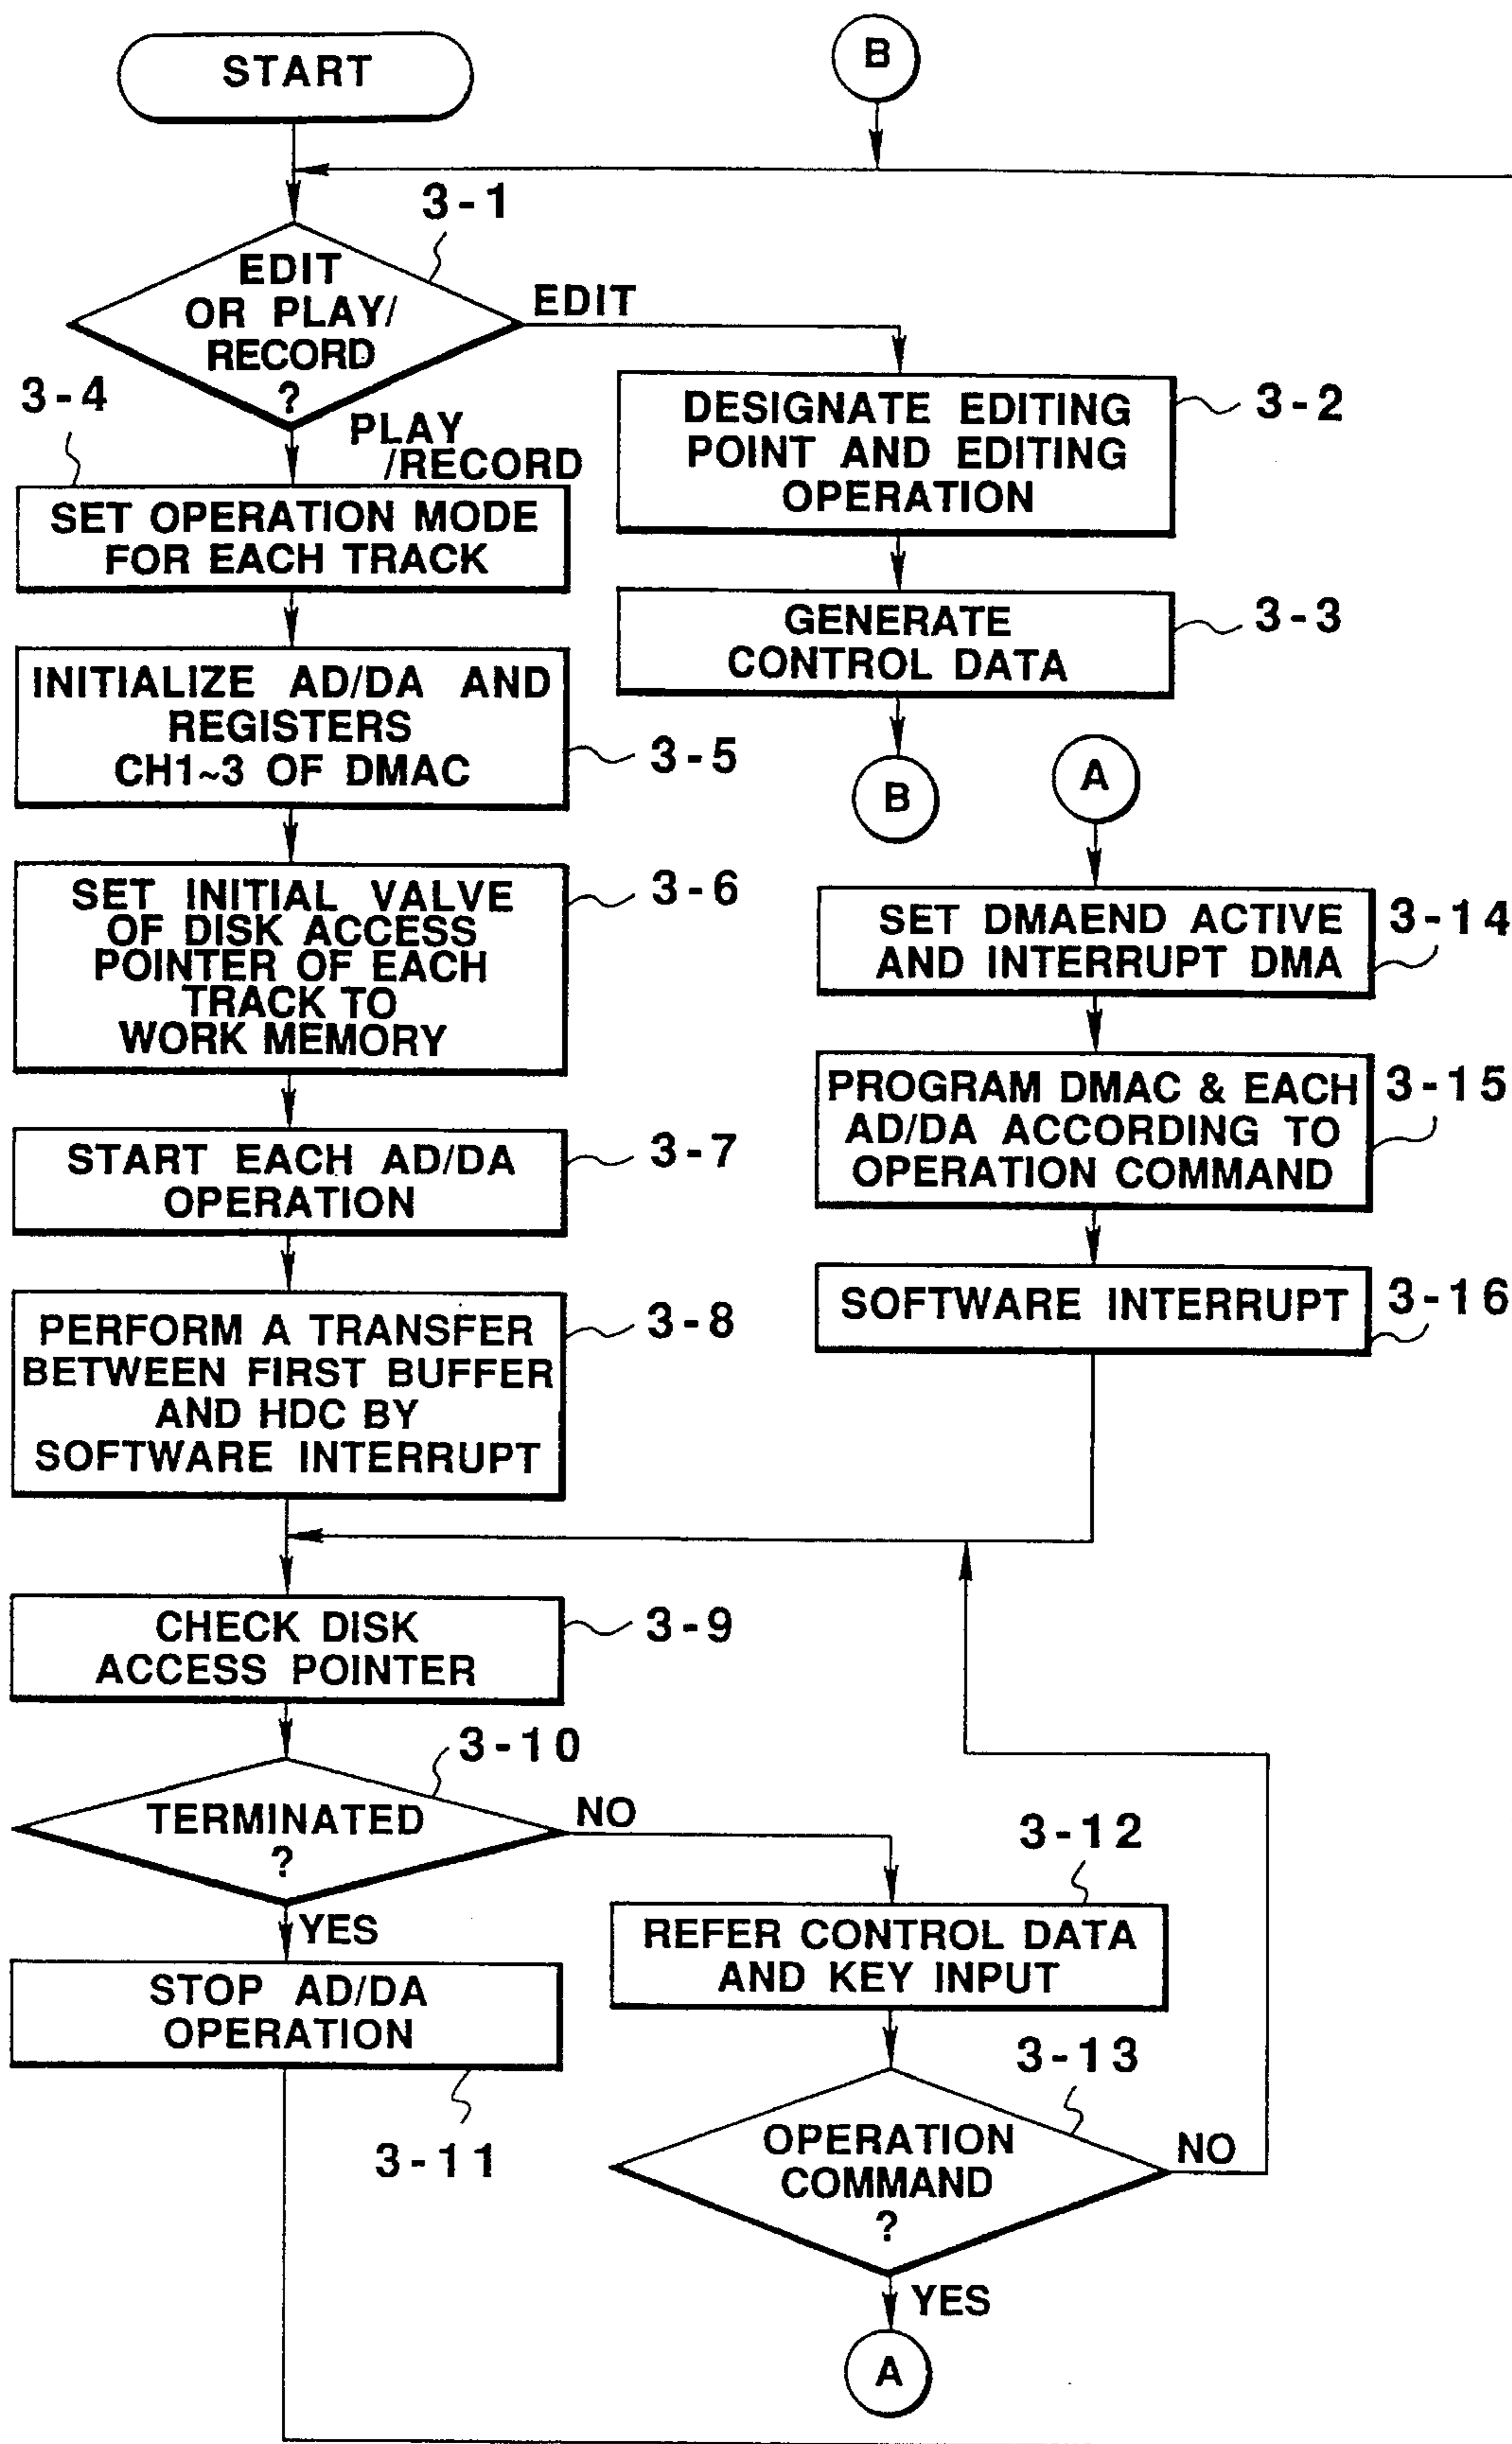 START
B
3-1
EDIT
OR PLAY/
RECORD
?
EDIT
PLAY
/RECORD
3-2
DESIGNATE EDITING
POINT AND EDITING
OPERATION
3-3
GENERATE
CONTROL DATA
B
3-4
SET OPERATION MODE
FOR EACH TRACK
INITIALIZE AD/DA AND
REGISTERS
CH1~3 OF DMAC
3-5
SET INITIAL VALVE
OF DISK ACCESS
POINTER OF EACH
TRACK TO
WORK MEMORY
3-6
START EACH AD/DA
OPERATION
3-7
PERFORM A TRANSFER
BETWEEN FIRST BUFFER
AND HDC BY
SOFTWARE INTERRUPT
3-8
A
SET DMAEND ACTIVE
AND INTERRUPT DMA
3-14
PROGRAM DMAC & EACH
AD/DA ACCORDING TO
OPERATION COMMAND
3-15
SOFTWARE INTERRUPT
3-16
CHECK DISK
ACCESS POINTER
3-9
3-10
TERMINATED
?
NO
YES
STOP AD/DA
OPERATION
3-11
3-12
REFER CONTROL DATA
AND KEY INPUT
3-13
OPERATION
COMMAND
?
NO
YES
A